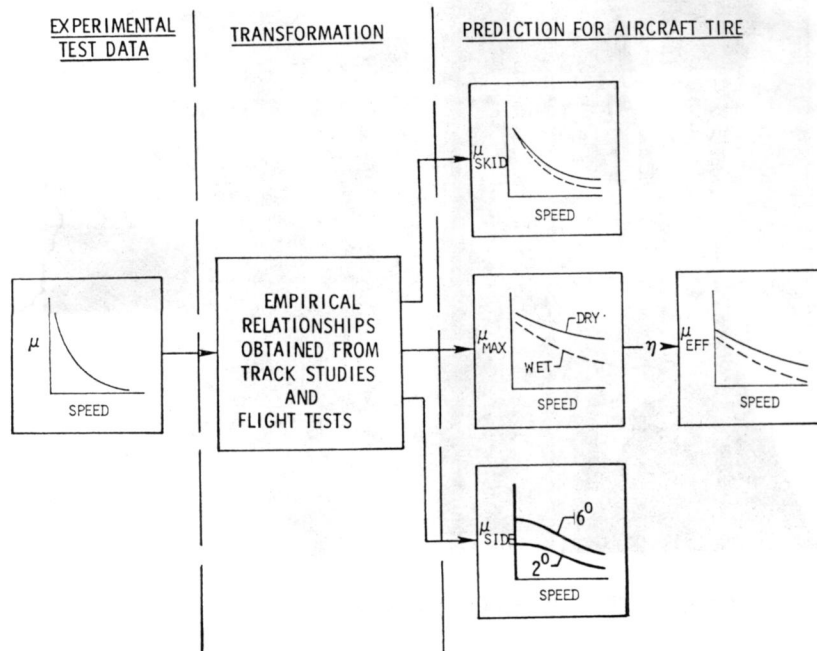 EXPERIMENTAL
TEST DATA
TRANSFORMATION
PREDICTION FOR AIRCRAFT TIRE
μ
SPEED
EMPIRICAL
RELATIONSHIPS
OBTAINED FROM
TRACK STUDIES
AND
FLIGHT TESTS
μ SKID
SPEED
μ MAX
DRY
WET
SPEED
η
μ EFF
SPEED
μ SIDE
6°
2°
SPEED